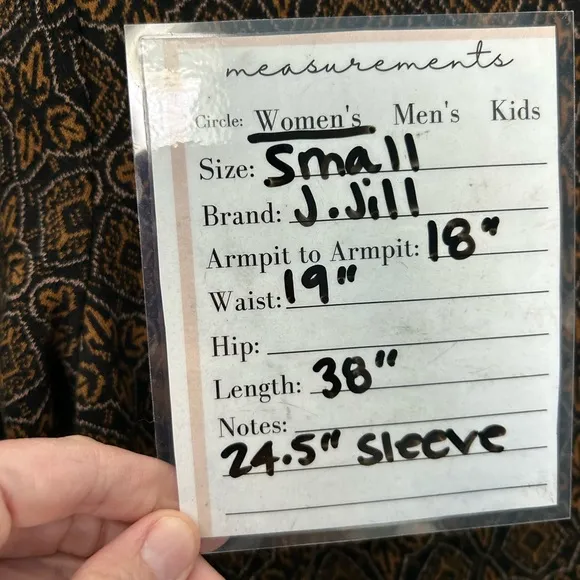 measurements
Circle: Women's Men's Kids
Size: Small
Brand: J.Jill
Armpit to Armpit: 18"
Waist: 19"
Hip:
Length: 38"
Notes:
24.5" sleeve